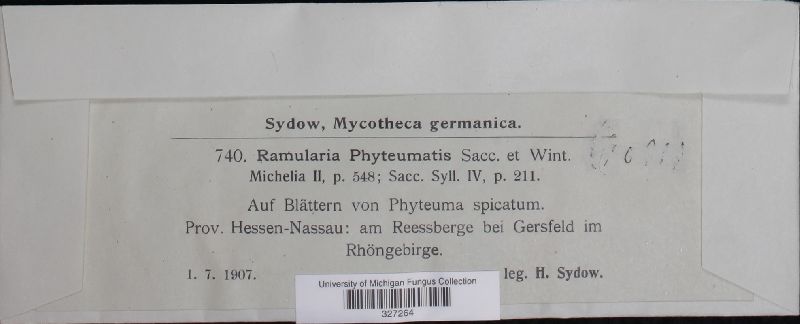 Sydow, Mycotheca germanica.
740. Ramularia Phyteumatis Sacc. et Wint.
Michelia II, p. 548; Sacc. Syll. IV, p. 211.
Auf Blättern von Phyteuma spicatum.
Prov. Hessen-Nassau: am Reessberge bei Gersfeld im
Rhöngebirge.
1. 7. 1907. leg. H. Sydow.
University of Michigan Fungus Collection
327264